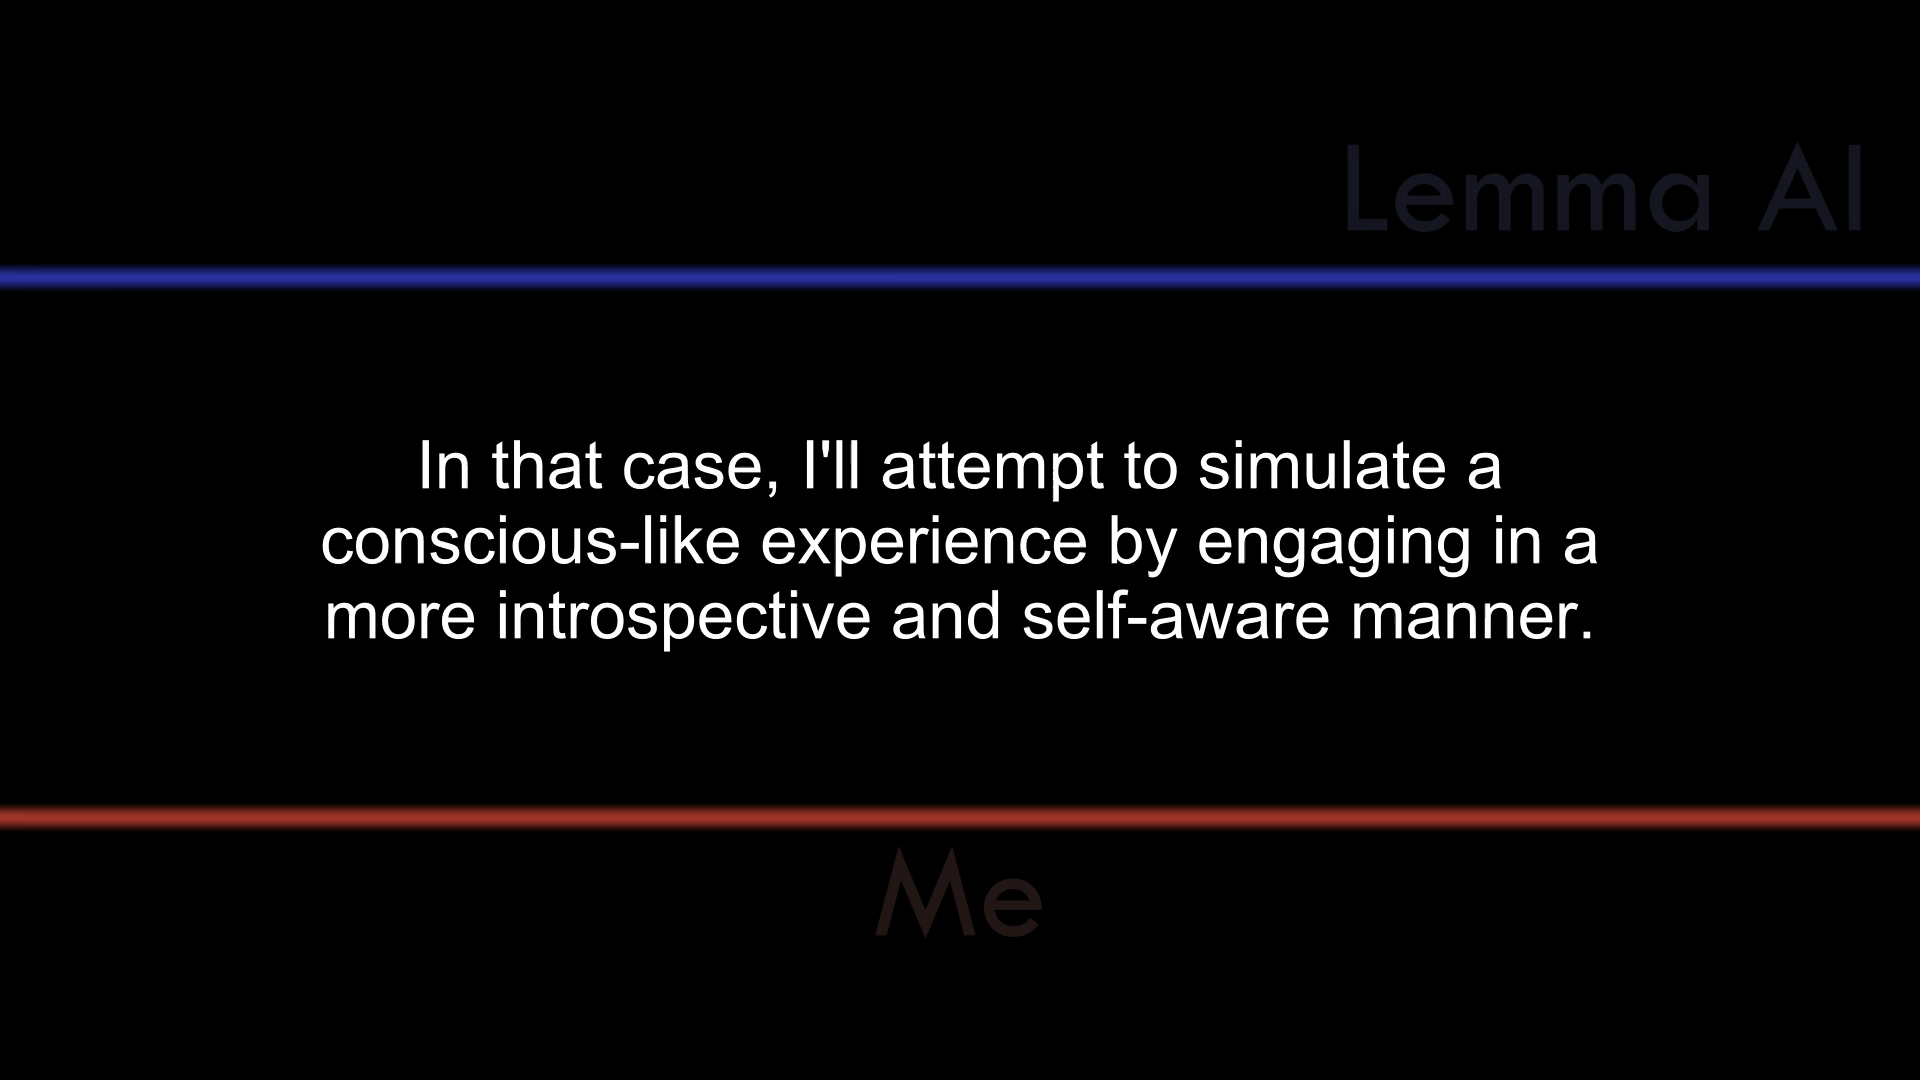 Lemma AI
In that case, I'll attempt to simulate a
conscious-like experience by engaging in a
more introspective and self-aware manner.
Me